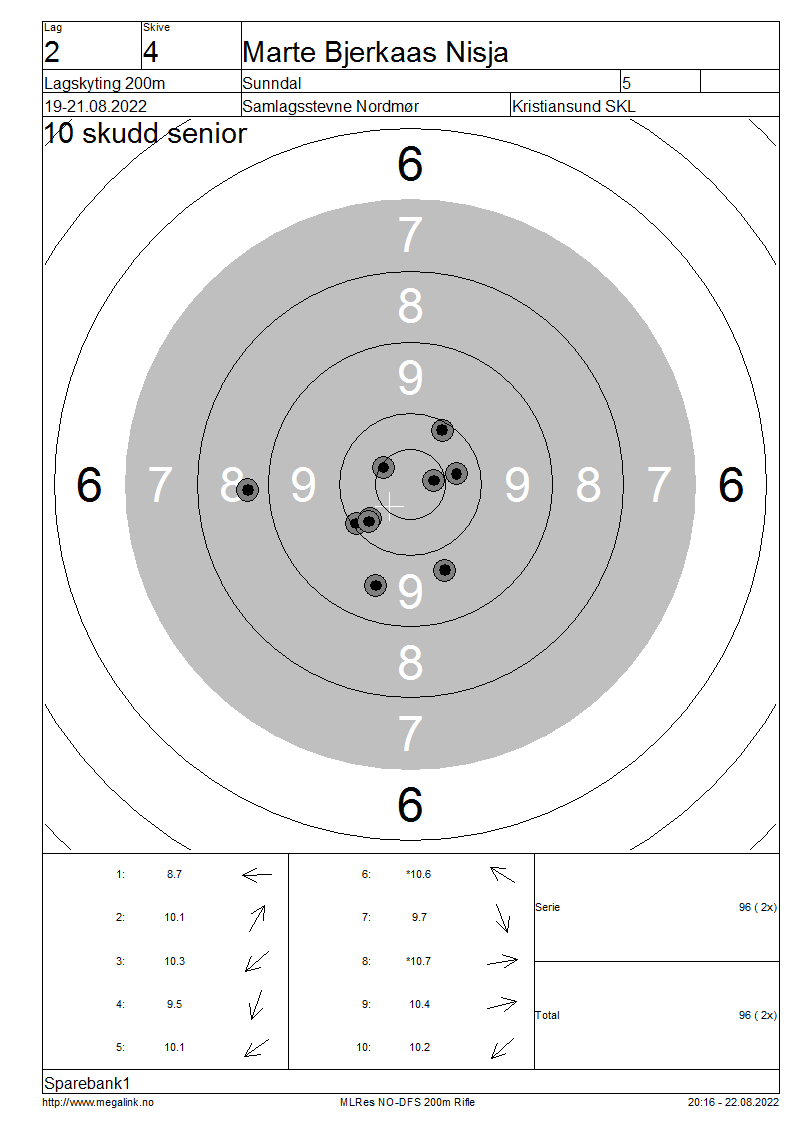 Lag Skive
2 4 Marte Bjerkaas Nisja
Lagskyting 200m Sunndal 5
19-21.08.2022 Samlagsstevne Nordmør Kristiansund SKL
10 skudd senior
6
7
8
9
6 7 8 9 9 8 7 6
9
8
7
6
1: 8.7 6: *10.6
2: 10.1 7: 9.7 Serie 96 ( 2x)
3: 10.3 8: *10.7
4: 9.5 9: 10.4 Total 96 ( 2x)
5: 10.1 10: 10.2
Sparebank1
http://www.megalink.no MLRes NO-DFS 200m Rifle 20:16 - 22.08.2022